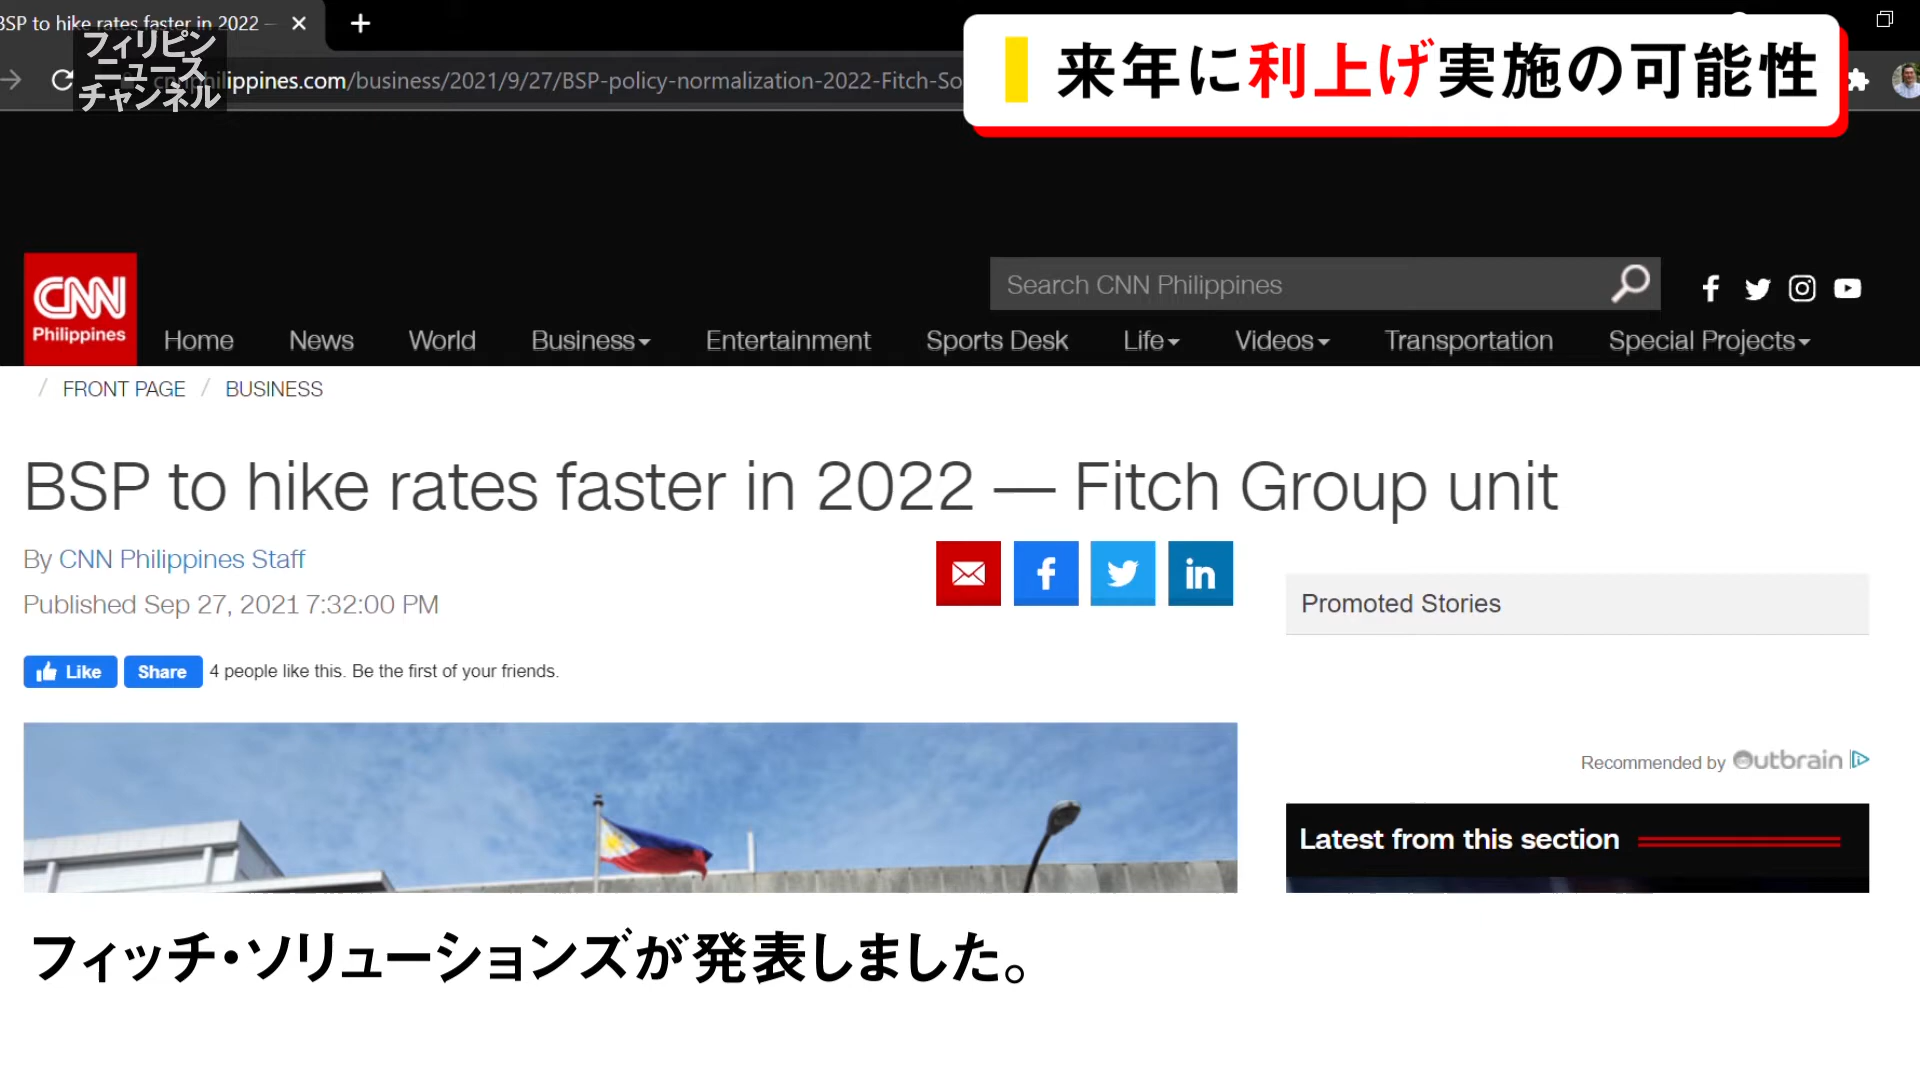 BSP to hike rates faster in 2022 –
フィリピン
ニュース
チャンネル
cnnphilippines.com/business/2021/9/27/BSP-policy-normalization-2022-Fitch-So
来年に利上げ実施の可能性
CNN
Philippines
Search CNN Philippines
Home News World Business Entertainment Sports Desk Life Videos Transportation Special Projects
/ FRONT PAGE / BUSINESS
BSP to hike rates faster in 2022 — Fitch Group unit
By CNN Philippines Staff
Published Sep 27, 2021 7:32:00 PM
Like Share 4 people like this. Be the first of your friends.
Promoted Stories
Recommended by Outbrain
Latest from this section
フィッチ・ソリューションズが発表しました。